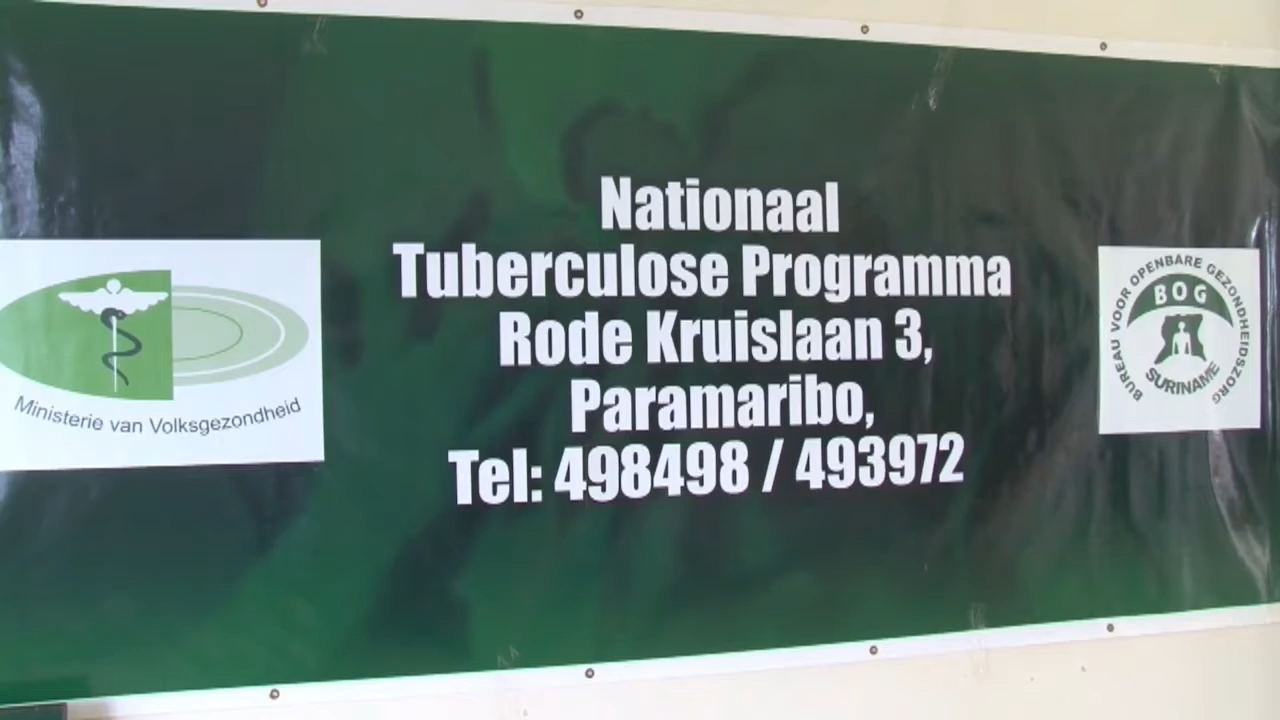 Nationaal
Tuberculose Programma
Rode Kruislaan 3,
Paramaribo,
Tel: 498498 / 493972
Ministerie van Volksgezondheid
BUREAU VOOR OPENBARE GEZONDHEIDSZORG
BOG
SURINAME